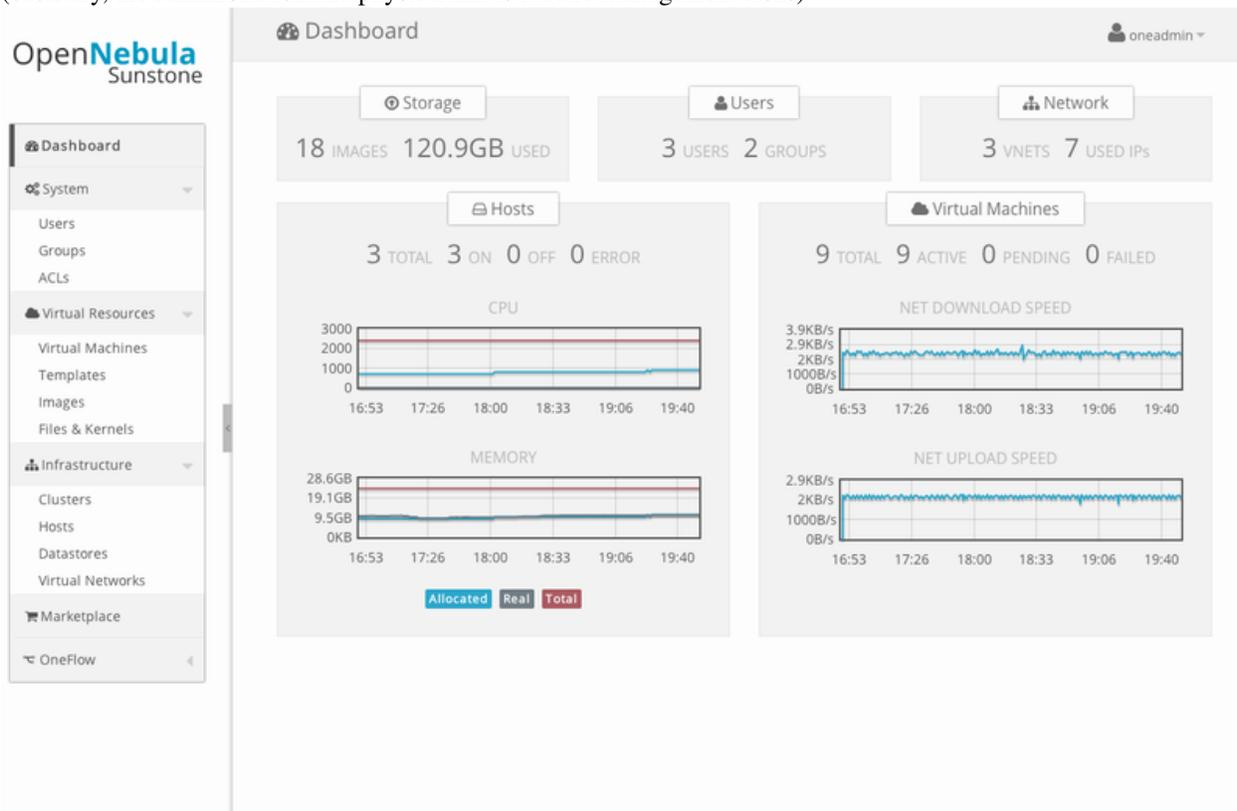 OpenNebula
Sunstone
Dashboard
System
Users
Groups
ACLs
Virtual Resources
Virtual Machines
Templates
Images
Files & Kernels
Infrastructure
Clusters
Hosts
Datastores
Virtual Networks
Marketplace
OneFlow
Dashboard
oneadmin
Storage
18 IMAGES 120.9GB USED
Users
3 USERS 2 GROUPS
Network
3 VNETS 7 USED IPs
Hosts
3 TOTAL 3 ON 0 OFF 0 ERROR
CPU
3000
2000
1000
0
16:53 17:26 18:00 18:33 19:06 19:40
MEMORY
28.6GB
19.1GB
9.5GB
0KB
16:53 17:26 18:00 18:33 19:06 19:40
Allocated Real Total
Virtual Machines
9 TOTAL 9 ACTIVE 0 PENDING 0 FAILED
NET DOWNLOAD SPEED
3.9KB/s
2.9KB/s
2KB/s
1000B/s
0B/s
16:53 17:26 18:00 18:33 19:06 19:40
NET UPLOAD SPEED
2.9KB/s
2KB/s
1000B/s
0B/s
16:53 17:26 18:00 18:33 19:06 19:40